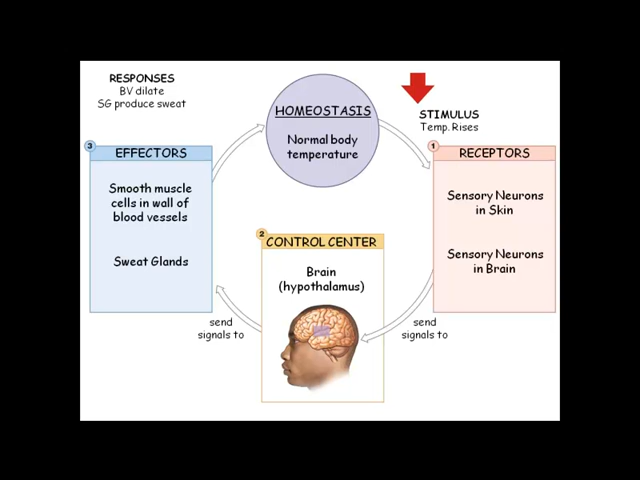 RESPONSES
BV dilate
SG produce sweat
HOMEOSTASIS
Normal body
temperature
STIMULUS
Temp. Rises
3
EFFECTORS
Smooth muscle
cells in wall of
blood vessels
Sweat Glands
1
RECEPTORS
Sensory Neurons
in Skin
Sensory Neurons
in Brain
2
CONTROL CENTER
Brain
(hypothalamus)
send
signals to
send
signals to